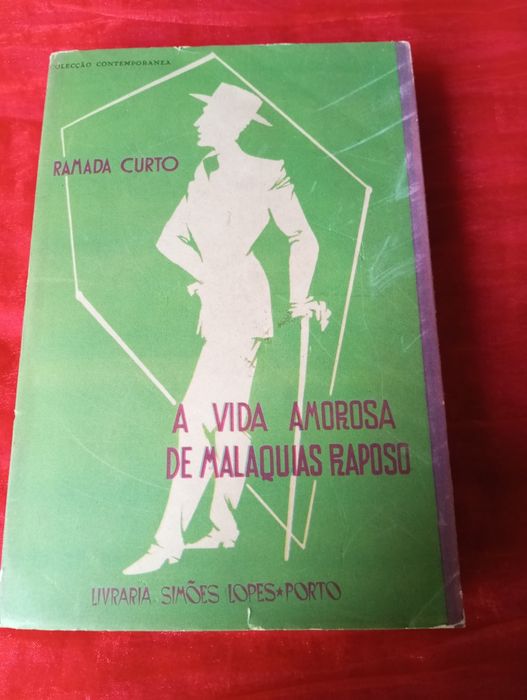 COLECÇÃO CONTEMPORANEA
RAMADA CURTO
A VIDA AMOROSA
DE MALAQUIAS RAPOSO
LIVRARIA SIMÕES LOPES★PORTO